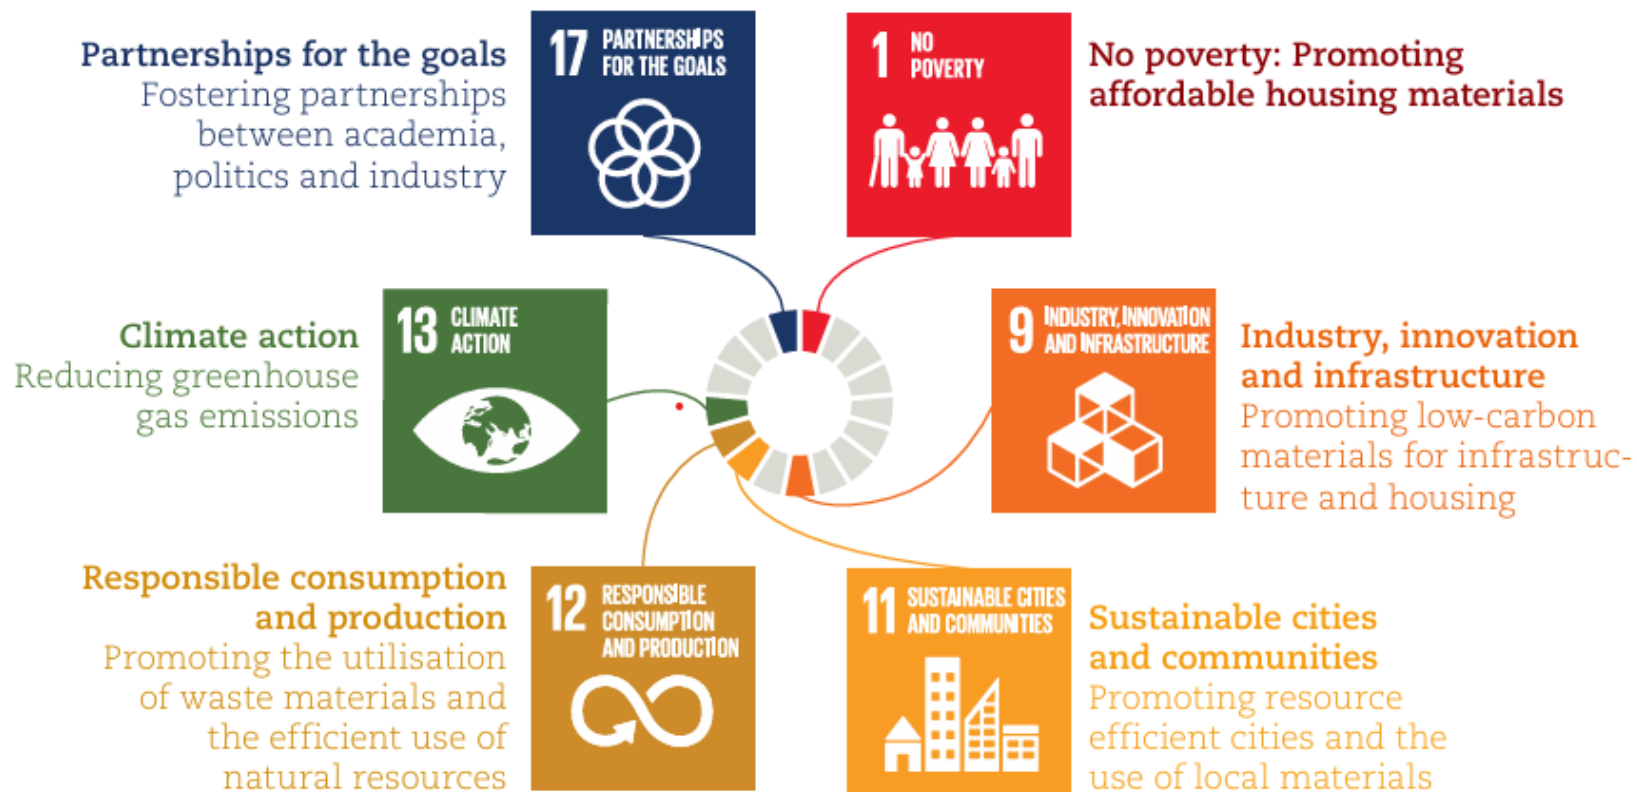 Partnerships for the goals
Fostering partnerships
between academia,
politics and industry
17 PARTNERSHIPS
FOR THE GOALS
1 NO
POVERTY
No poverty: Promoting
affordable housing materials
Climate action
Reducing greenhouse
gas emissions
13 CLIMATE
ACTION
9 INDUSTRY, INNOVATION
AND INFRASTRUCTURE
Industry, innovation
and infrastructure
Promoting low-carbon
materials for infrastruc-
ture and housing
Responsible consumption
and production
Promoting the utilisation
of waste materials and
the efficient use of
natural resources
12 RESPONSIBLE
CONSUMPTION
AND PRODUCTION
11 SUSTAINABLE CITIES
AND COMMUNITIES
Sustainable cities
and communities
Promoting resource
efficient cities and the
use of local materials